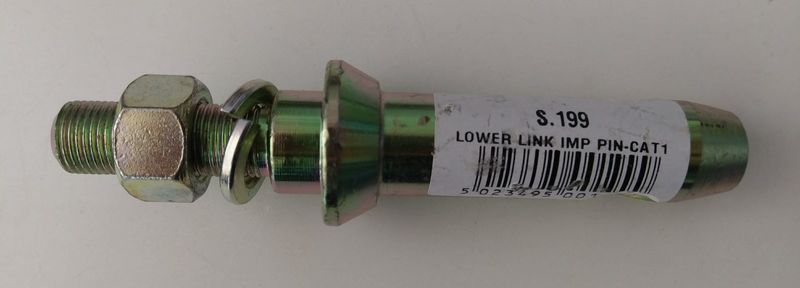 S.199
LOWER LINK IMP PIN-CAT1
5 023495 001